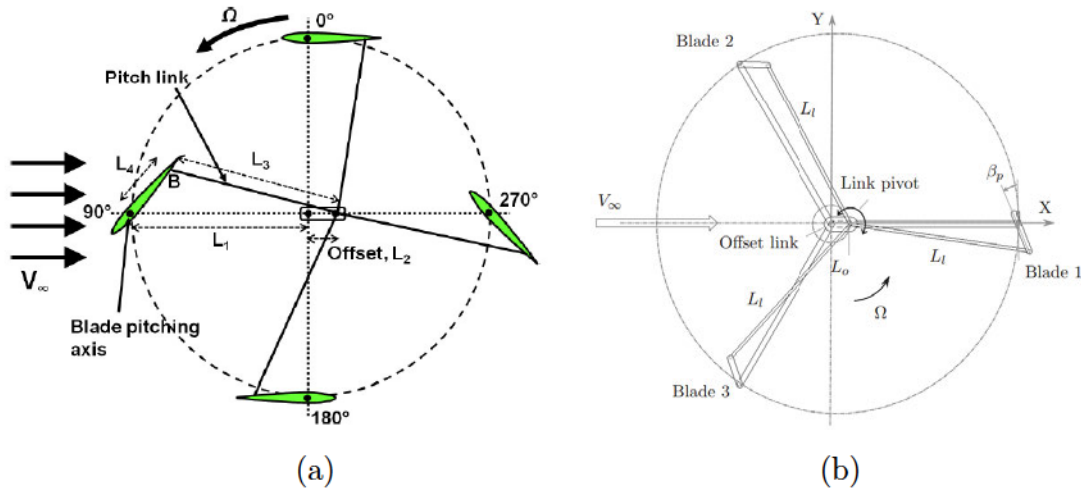 Ω
0°
Pitch link
L₄
B
L₃
90°
270°
L₁
Offset, L₂
V∞
Blade pitching
axis
180°
(a)
Y
Blade 2
Lₗ
βₚ
Link pivot
V∞
X
Offset link
Lₒ
Lₗ
Blade 1
Lₗ
Ω
Blade 3
(b)